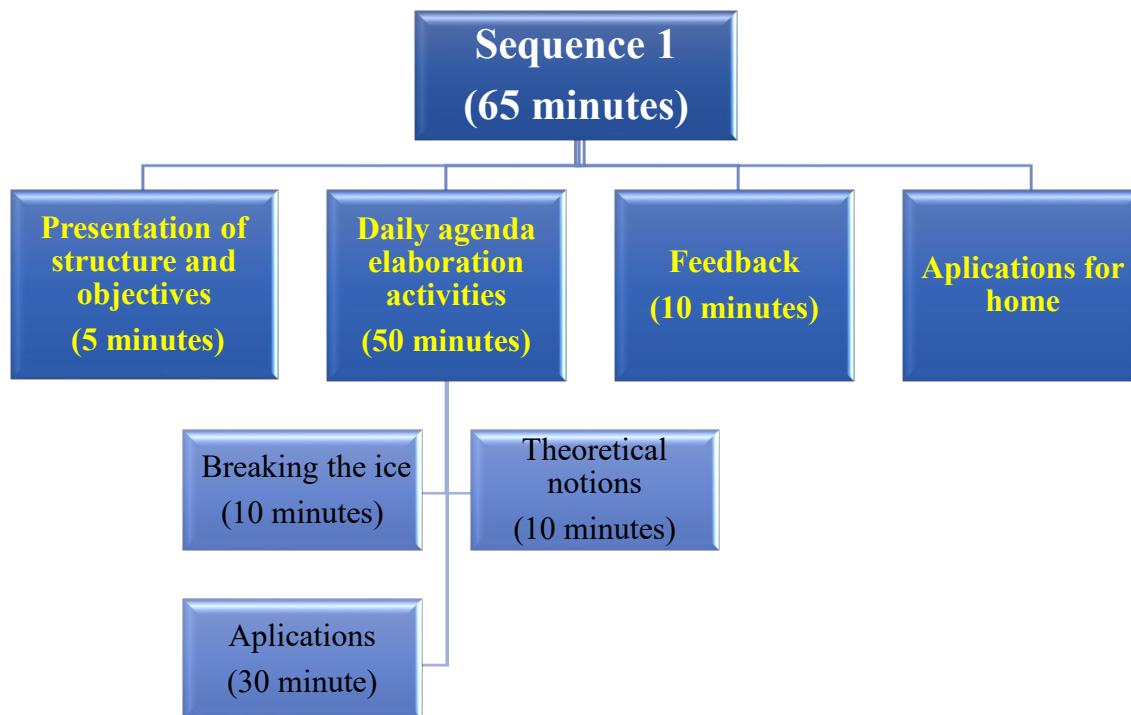 Sequence 1
(65 minutes)
Presentation of
structure and
objectives
(5 minutes)
Daily agenda
elaboration
activities
(50 minutes)
Feedback
(10 minutes)
Aplications for
home
Breaking the ice
(10 minutes)
Theoretical
notions
(10 minutes)
Aplications
(30 minute)